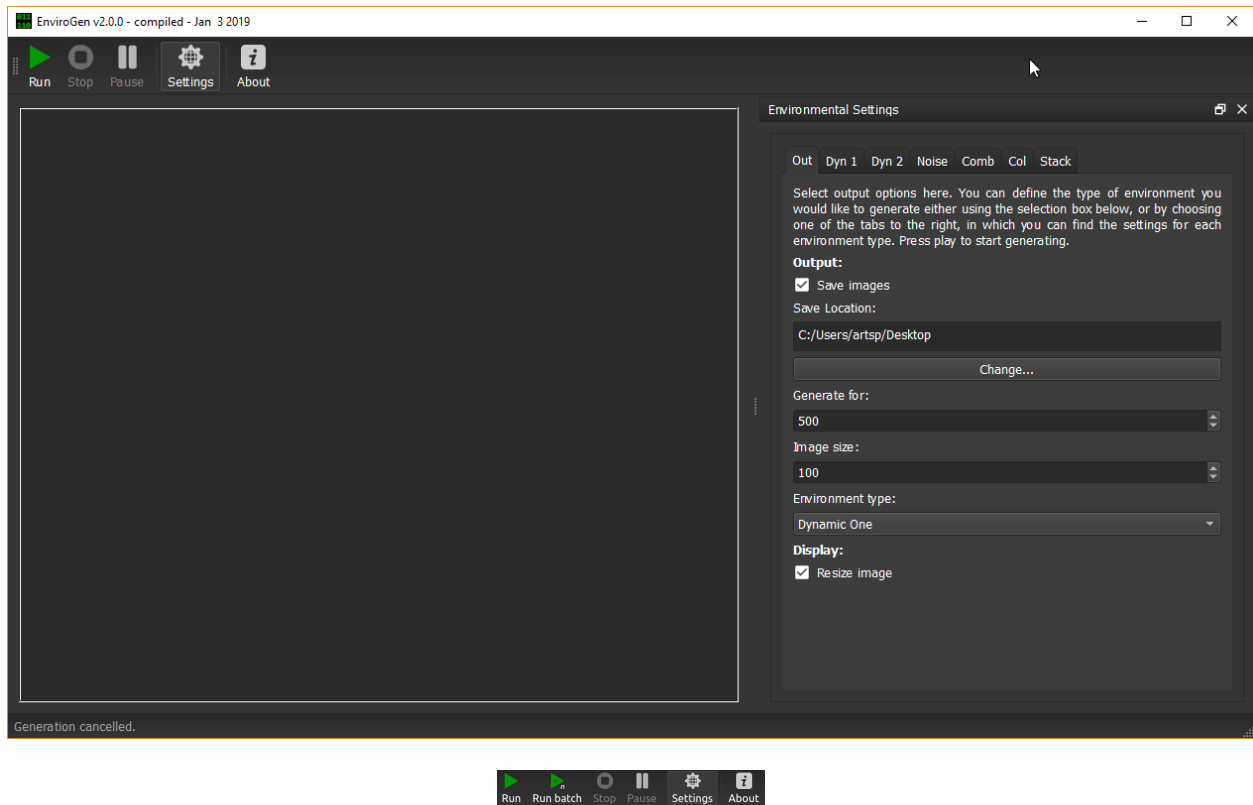 EnviroGen v2.0.0 - compiled - Jan 3 2019
Run Stop Pause Settings About
Environmental Settings
Out Dyn 1 Dyn 2 Noise Comb Col Stack
Select output options here. You can define the type of environment you
would like to generate either using the selection box below, or by choosing
one of the tabs to the right, in which you can find the settings for each
environment type. Press play to start generating.
Output:
Save images
Save Location:
C:/Users/artsp/Desktop
Change...
Generate for:
500
Image size:
100
Environment type:
Dynamic One
Display:
Resize image
Generation cancelled.
Run Run batch Stop Pause Settings About